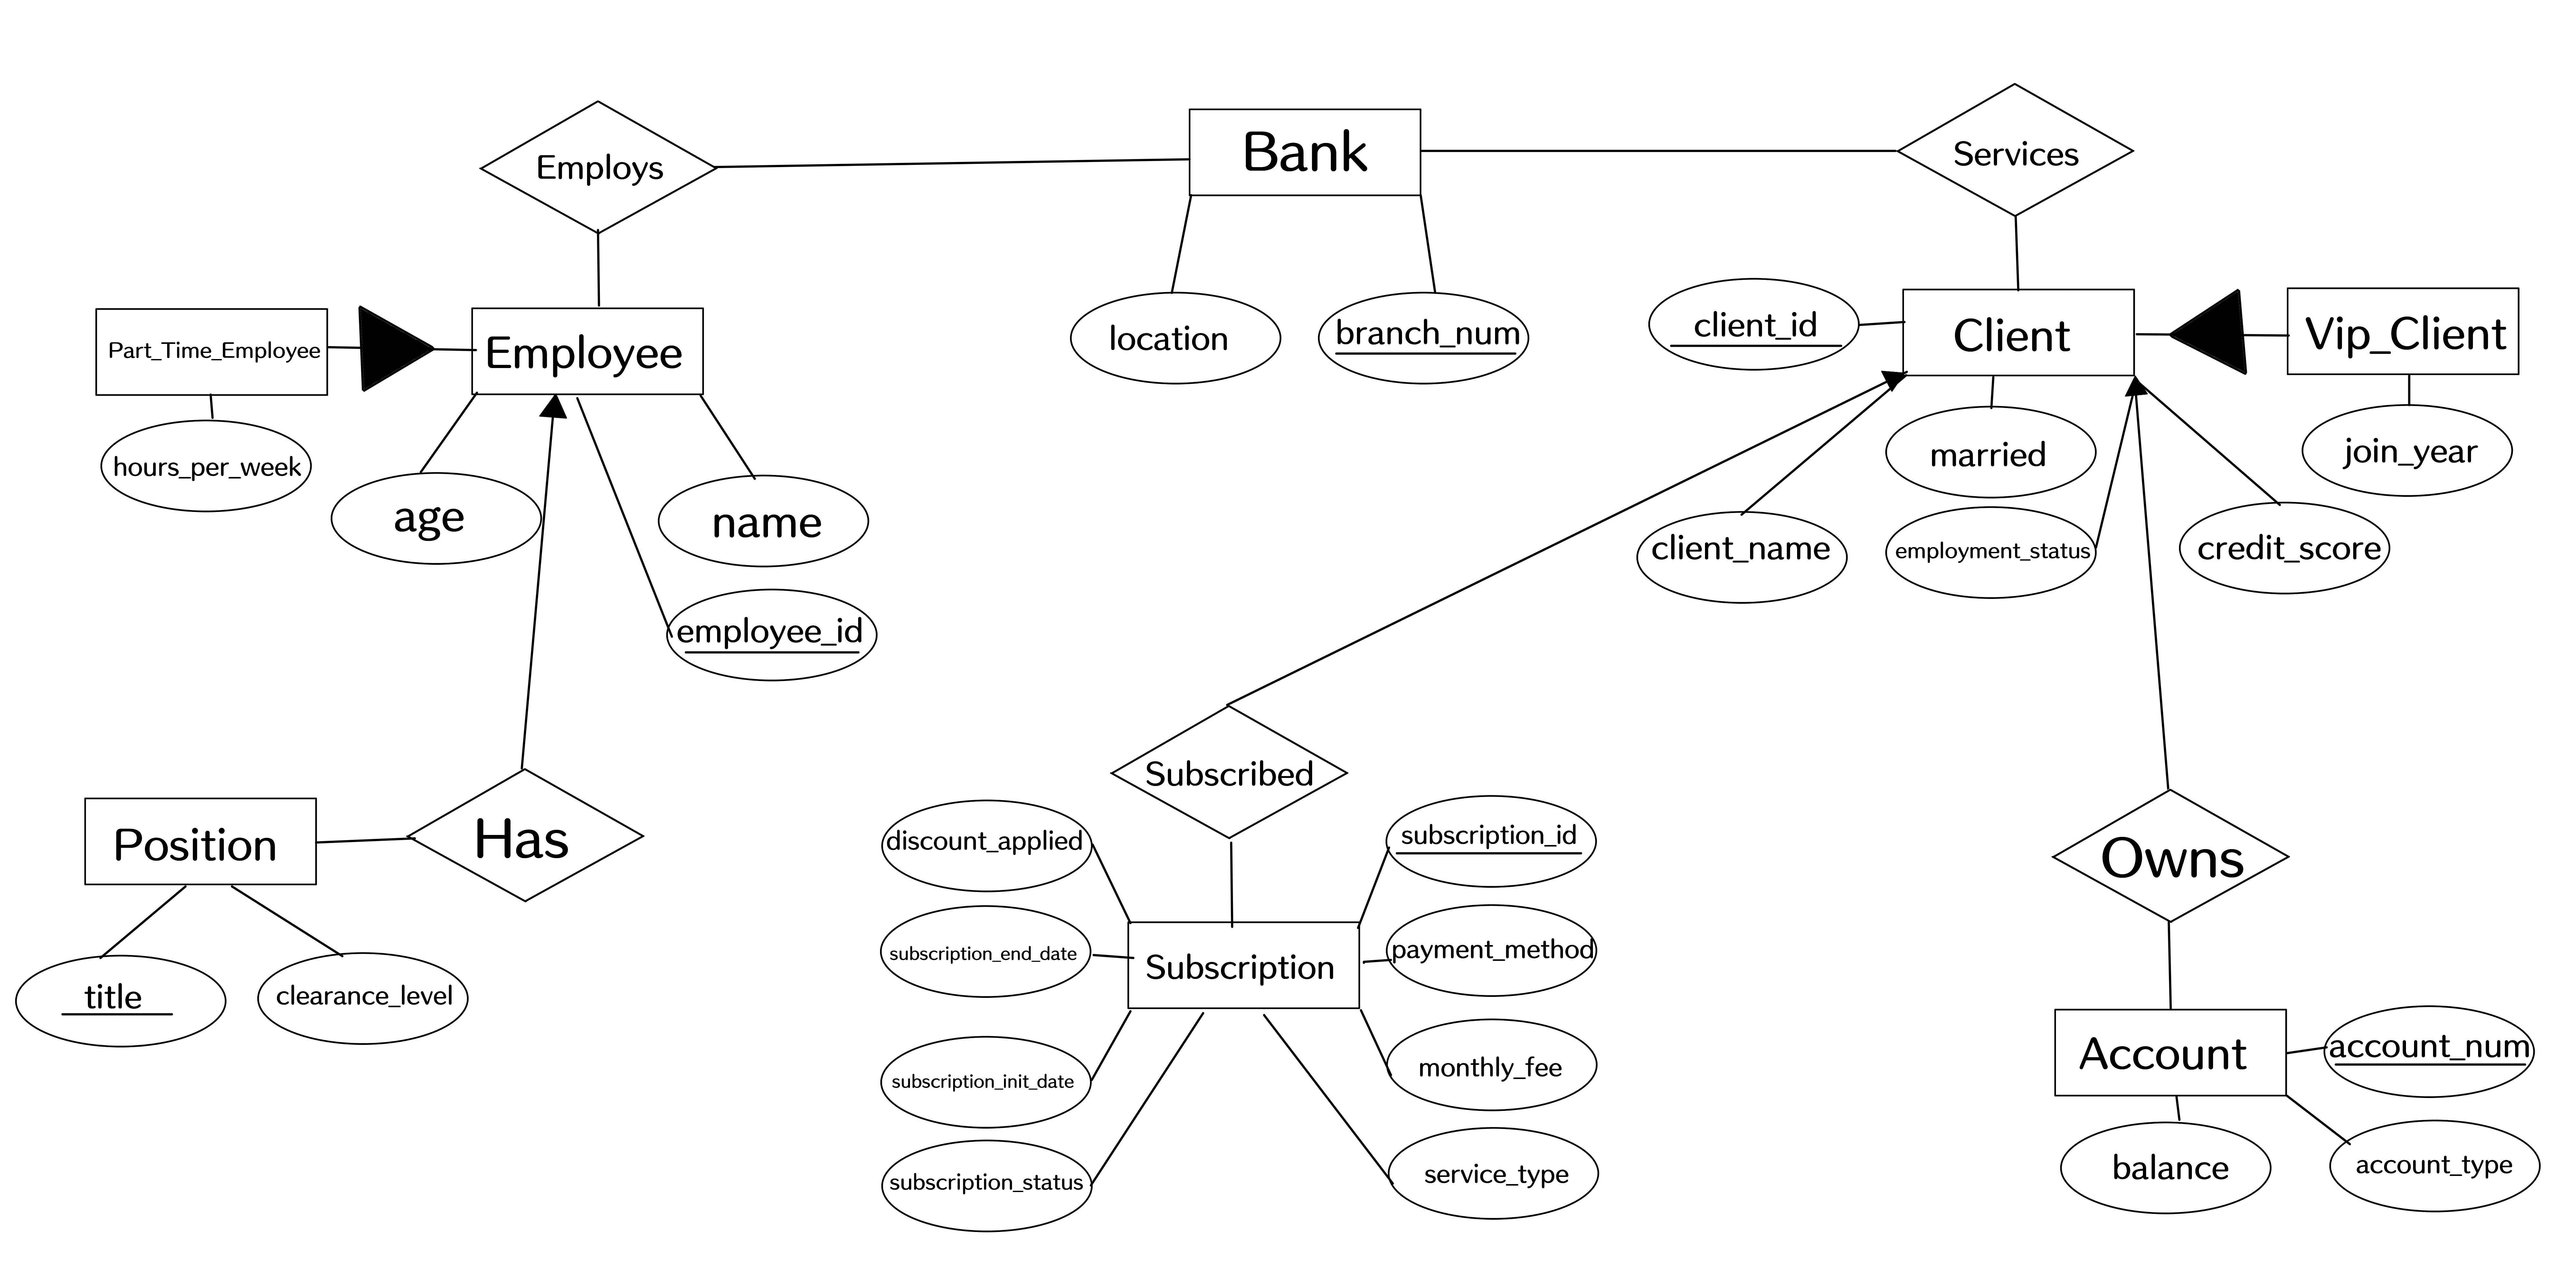 Employs
Bank
Services
location
branch_num
client_id
Client
Vip_Client
Part_Time_Employee
Employee
hours_per_week
age
name
employee_id
married
join_year
client_name
employment_status
credit_score
Position
Has
title
clearance_level
Subscribed
discount_applied
subscription_id
subscription_end_date
Subscription
payment_method
subscription_init_date
monthly_fee
subscription_status
service_type
Owns
Account
account_num
balance
account_type